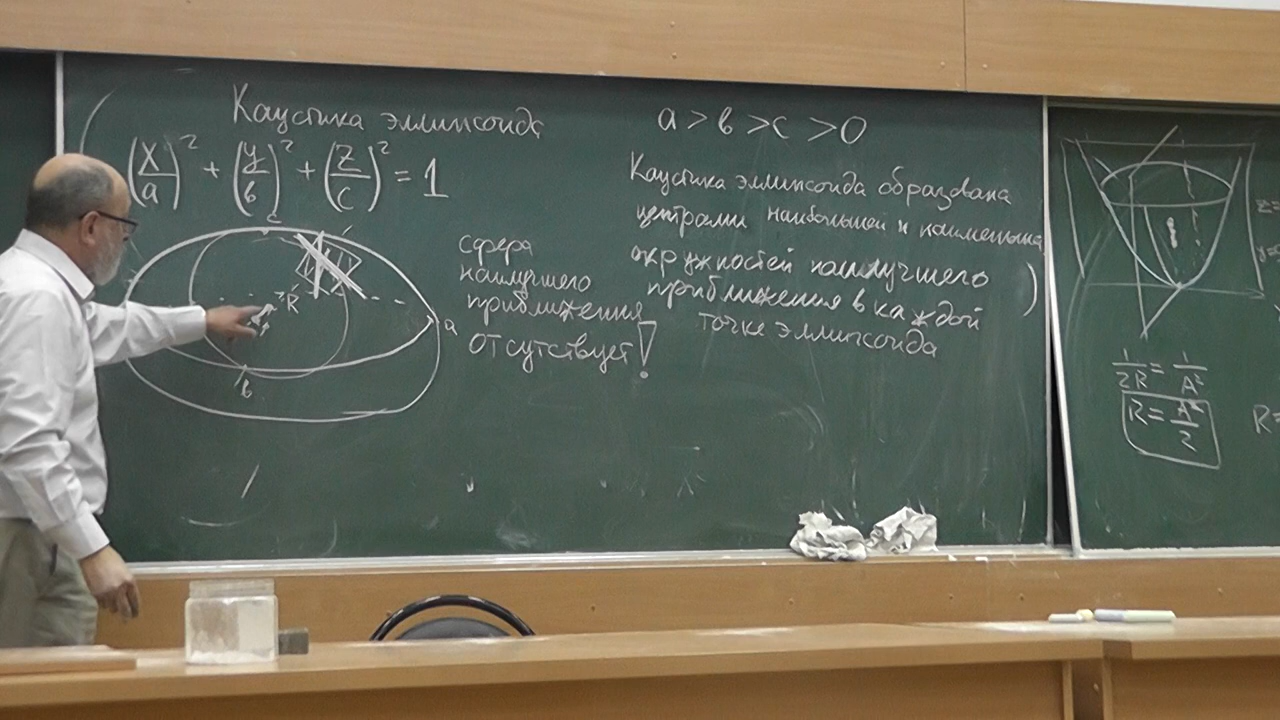 Каустика эллипсоида
(x/a)² + (y/в)² + (z/c)² = 1
c
R
a
в
сфера
наилучшего
приближения
отсутствует!
a > в > c > 0
Каустика эллипсоида образована
центрами наибольшей и наименьшей
окружностей наилучшего
приближения в каждой
точке эллипсоида
)
z=
1/2R = 1/A²
R = A²/2
R=